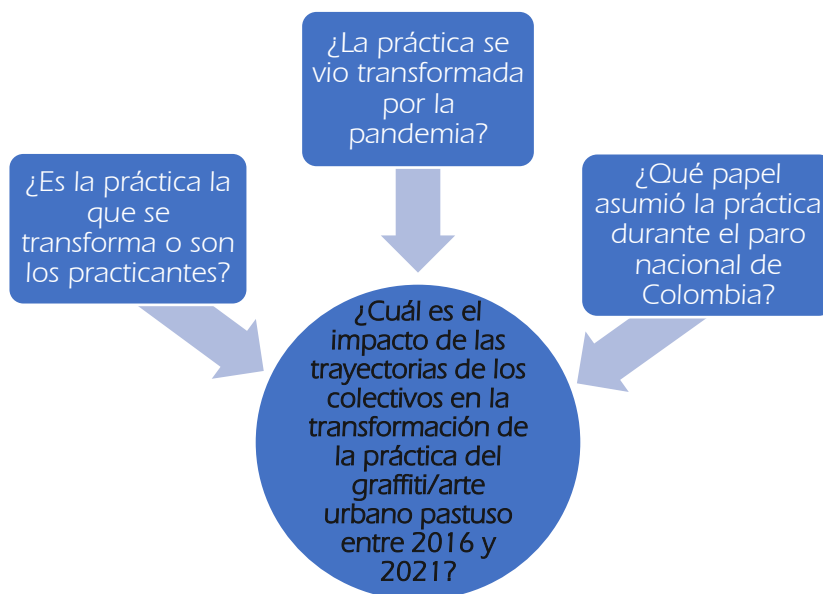 ¿La práctica se
vio transformada
por la
pandemia?
¿Es la práctica la
que se
transforma o son
los practicantes?
¿Qué papel
asumió la práctica
durante el paro
nacional de
Colombia?
¿Cuál es el
impacto de las
trayectorias de los
colectivos en la
transformación de
la práctica del
graffiti/arte
urbano pastuso
entre 2016 y
2021?